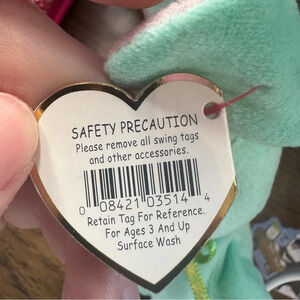 SAFETY PRECAUTION
Please remove all swing tags
and other accessories.
0 08421 03514 4
Retain Tag For Reference.
For Ages 3 And Up
Surface Wash